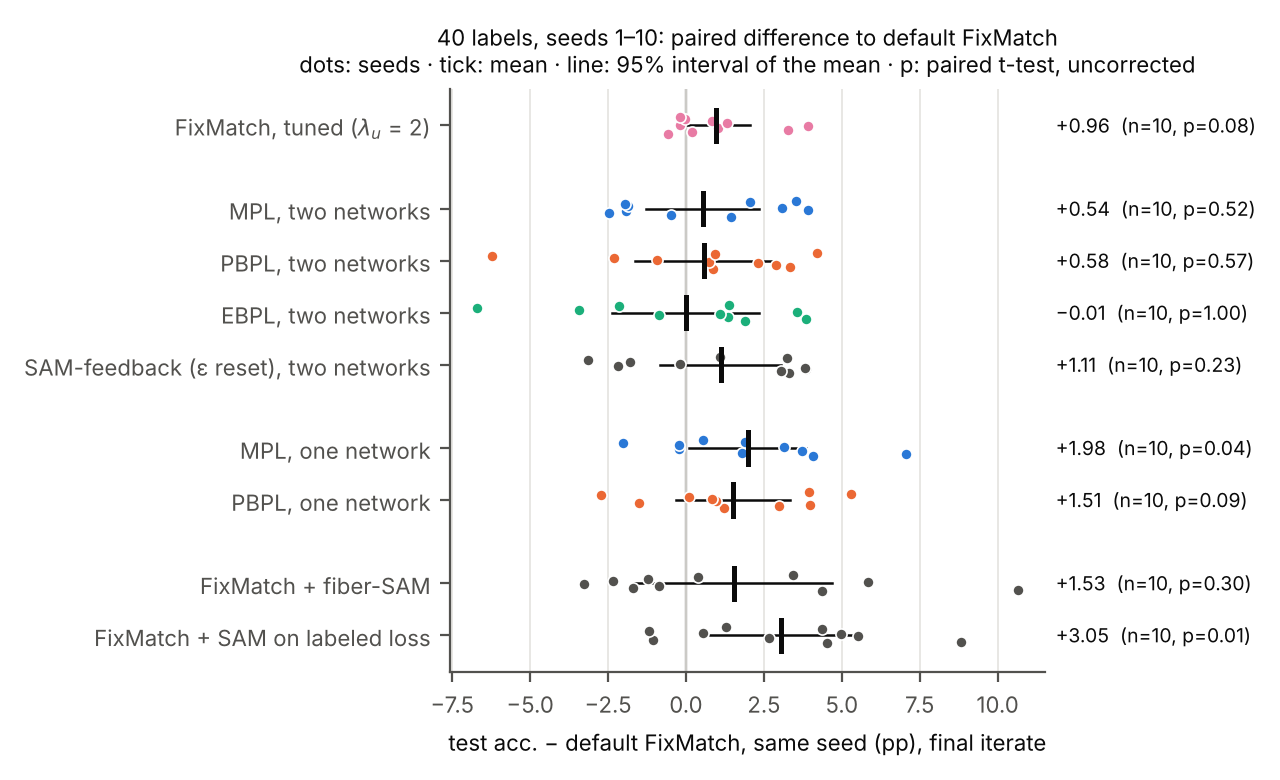 40 labels, seeds 1–10: paired difference to default FixMatch
dots: seeds · tick: mean · line: 95% interval of the mean · p: paired t-test, uncorrected
FixMatch, tuned (λu = 2)
+0.96 (n=10, p=0.08)
MPL, two networks
+0.54 (n=10, p=0.52)
PBPL, two networks
+0.58 (n=10, p=0.57)
EBPL, two networks
−0.01 (n=10, p=1.00)
SAM-feedback (ε reset), two networks
+1.11 (n=10, p=0.23)
MPL, one network
+1.98 (n=10, p=0.04)
PBPL, one network
+1.51 (n=10, p=0.09)
FixMatch + fiber-SAM
+1.53 (n=10, p=0.30)
FixMatch + SAM on labeled loss
+3.05 (n=10, p=0.01)
−7.5 −5.0 −2.5 0.0 2.5 5.0 7.5 10.0
test acc. − default FixMatch, same seed (pp), final iterate